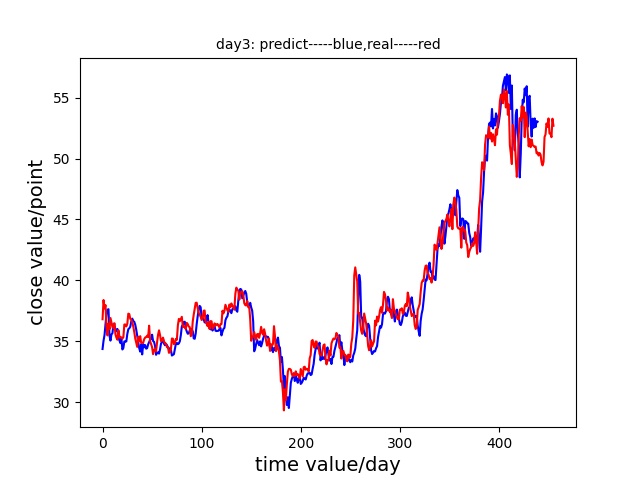 day3: predict-----blue,real-----red
close value/point
55
50
45
40
35
30
0 100 200 300 400
time value/day